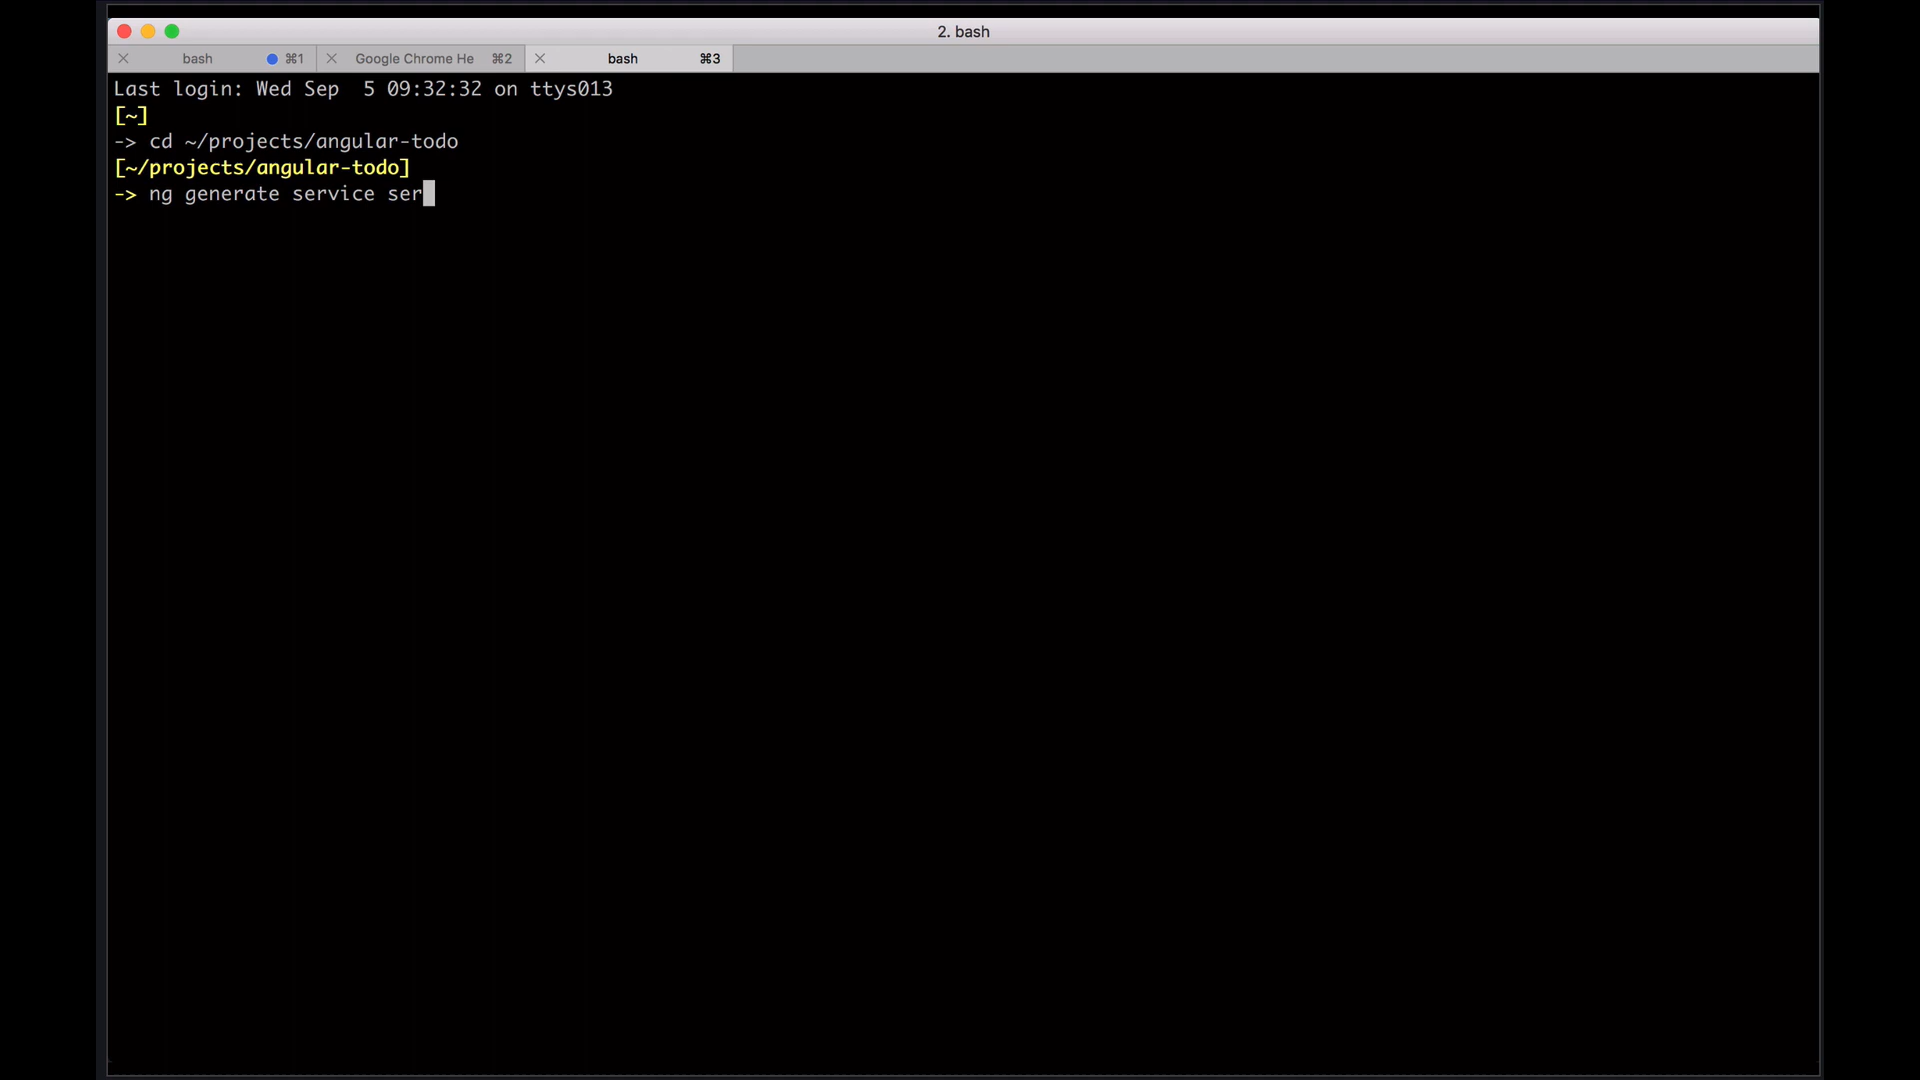 2. bash
bash ⌘1 Google Chrome He ⌘2 bash ⌘3
Last login: Wed Sep  5 09:32:32 on ttys013
[~]
-> cd ~/projects/angular-todo
[~/projects/angular-todo]
-> ng generate service ser